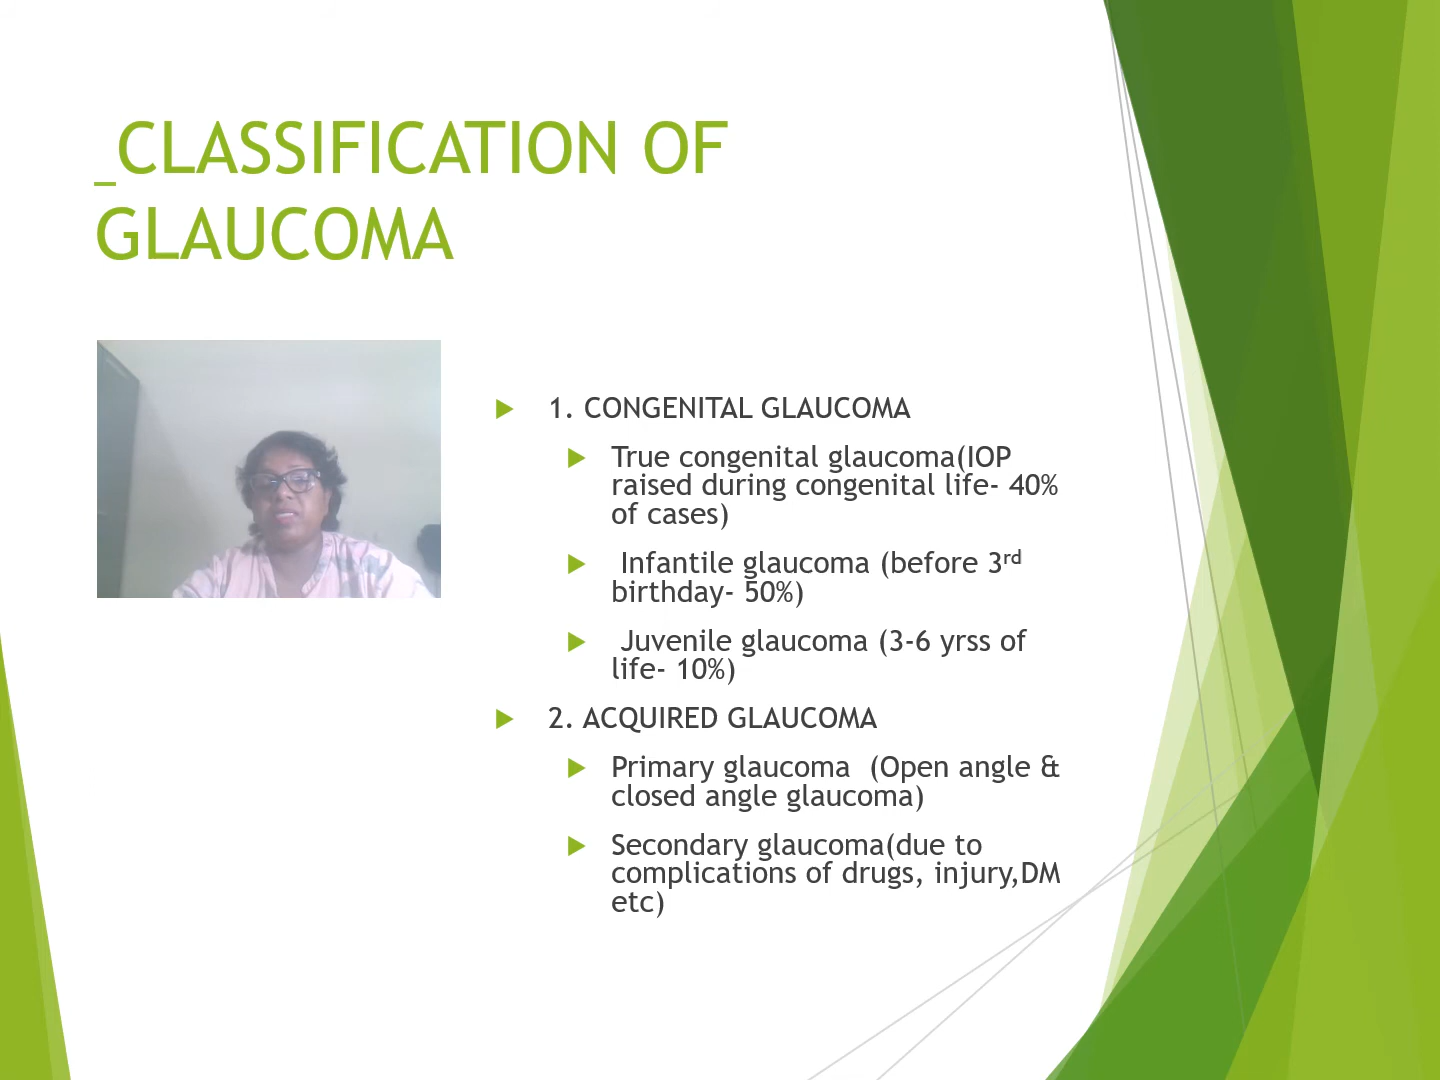 _CLASSIFICATION OF
GLAUCOMA
1. CONGENITAL GLAUCOMA
True congenital glaucoma(IOP
raised during congenital life- 40%
of cases)
Infantile glaucoma (before 3rd
birthday- 50%)
Juvenile glaucoma (3-6 yrss of
life- 10%)
2. ACQUIRED GLAUCOMA
Primary glaucoma  (Open angle &
closed angle glaucoma)
Secondary glaucoma(due to
complications of drugs, injury,DM
etc)